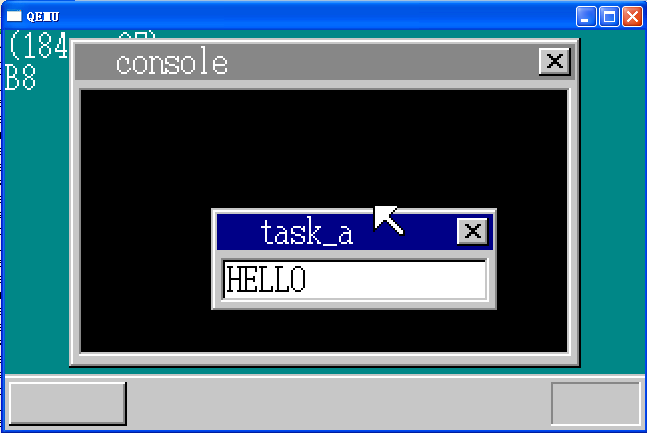 QEMU
(184
B8
console
task_a
HELLO